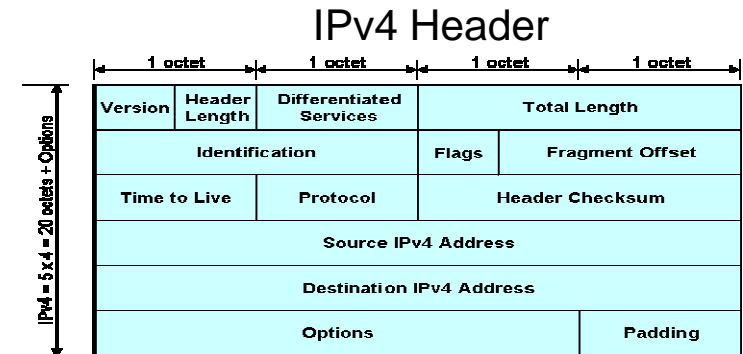 IPv4 Header
1 octet 1 octet 1 octet 1 octet
IPv4 = 5 x 4 = 20 octets + Options
Version Header Length Differentiated Services Total Length
Identification Flags Fragment Offset
Time to Live Protocol Header Checksum
Source IPv4 Address
Destination IPv4 Address
Options Padding